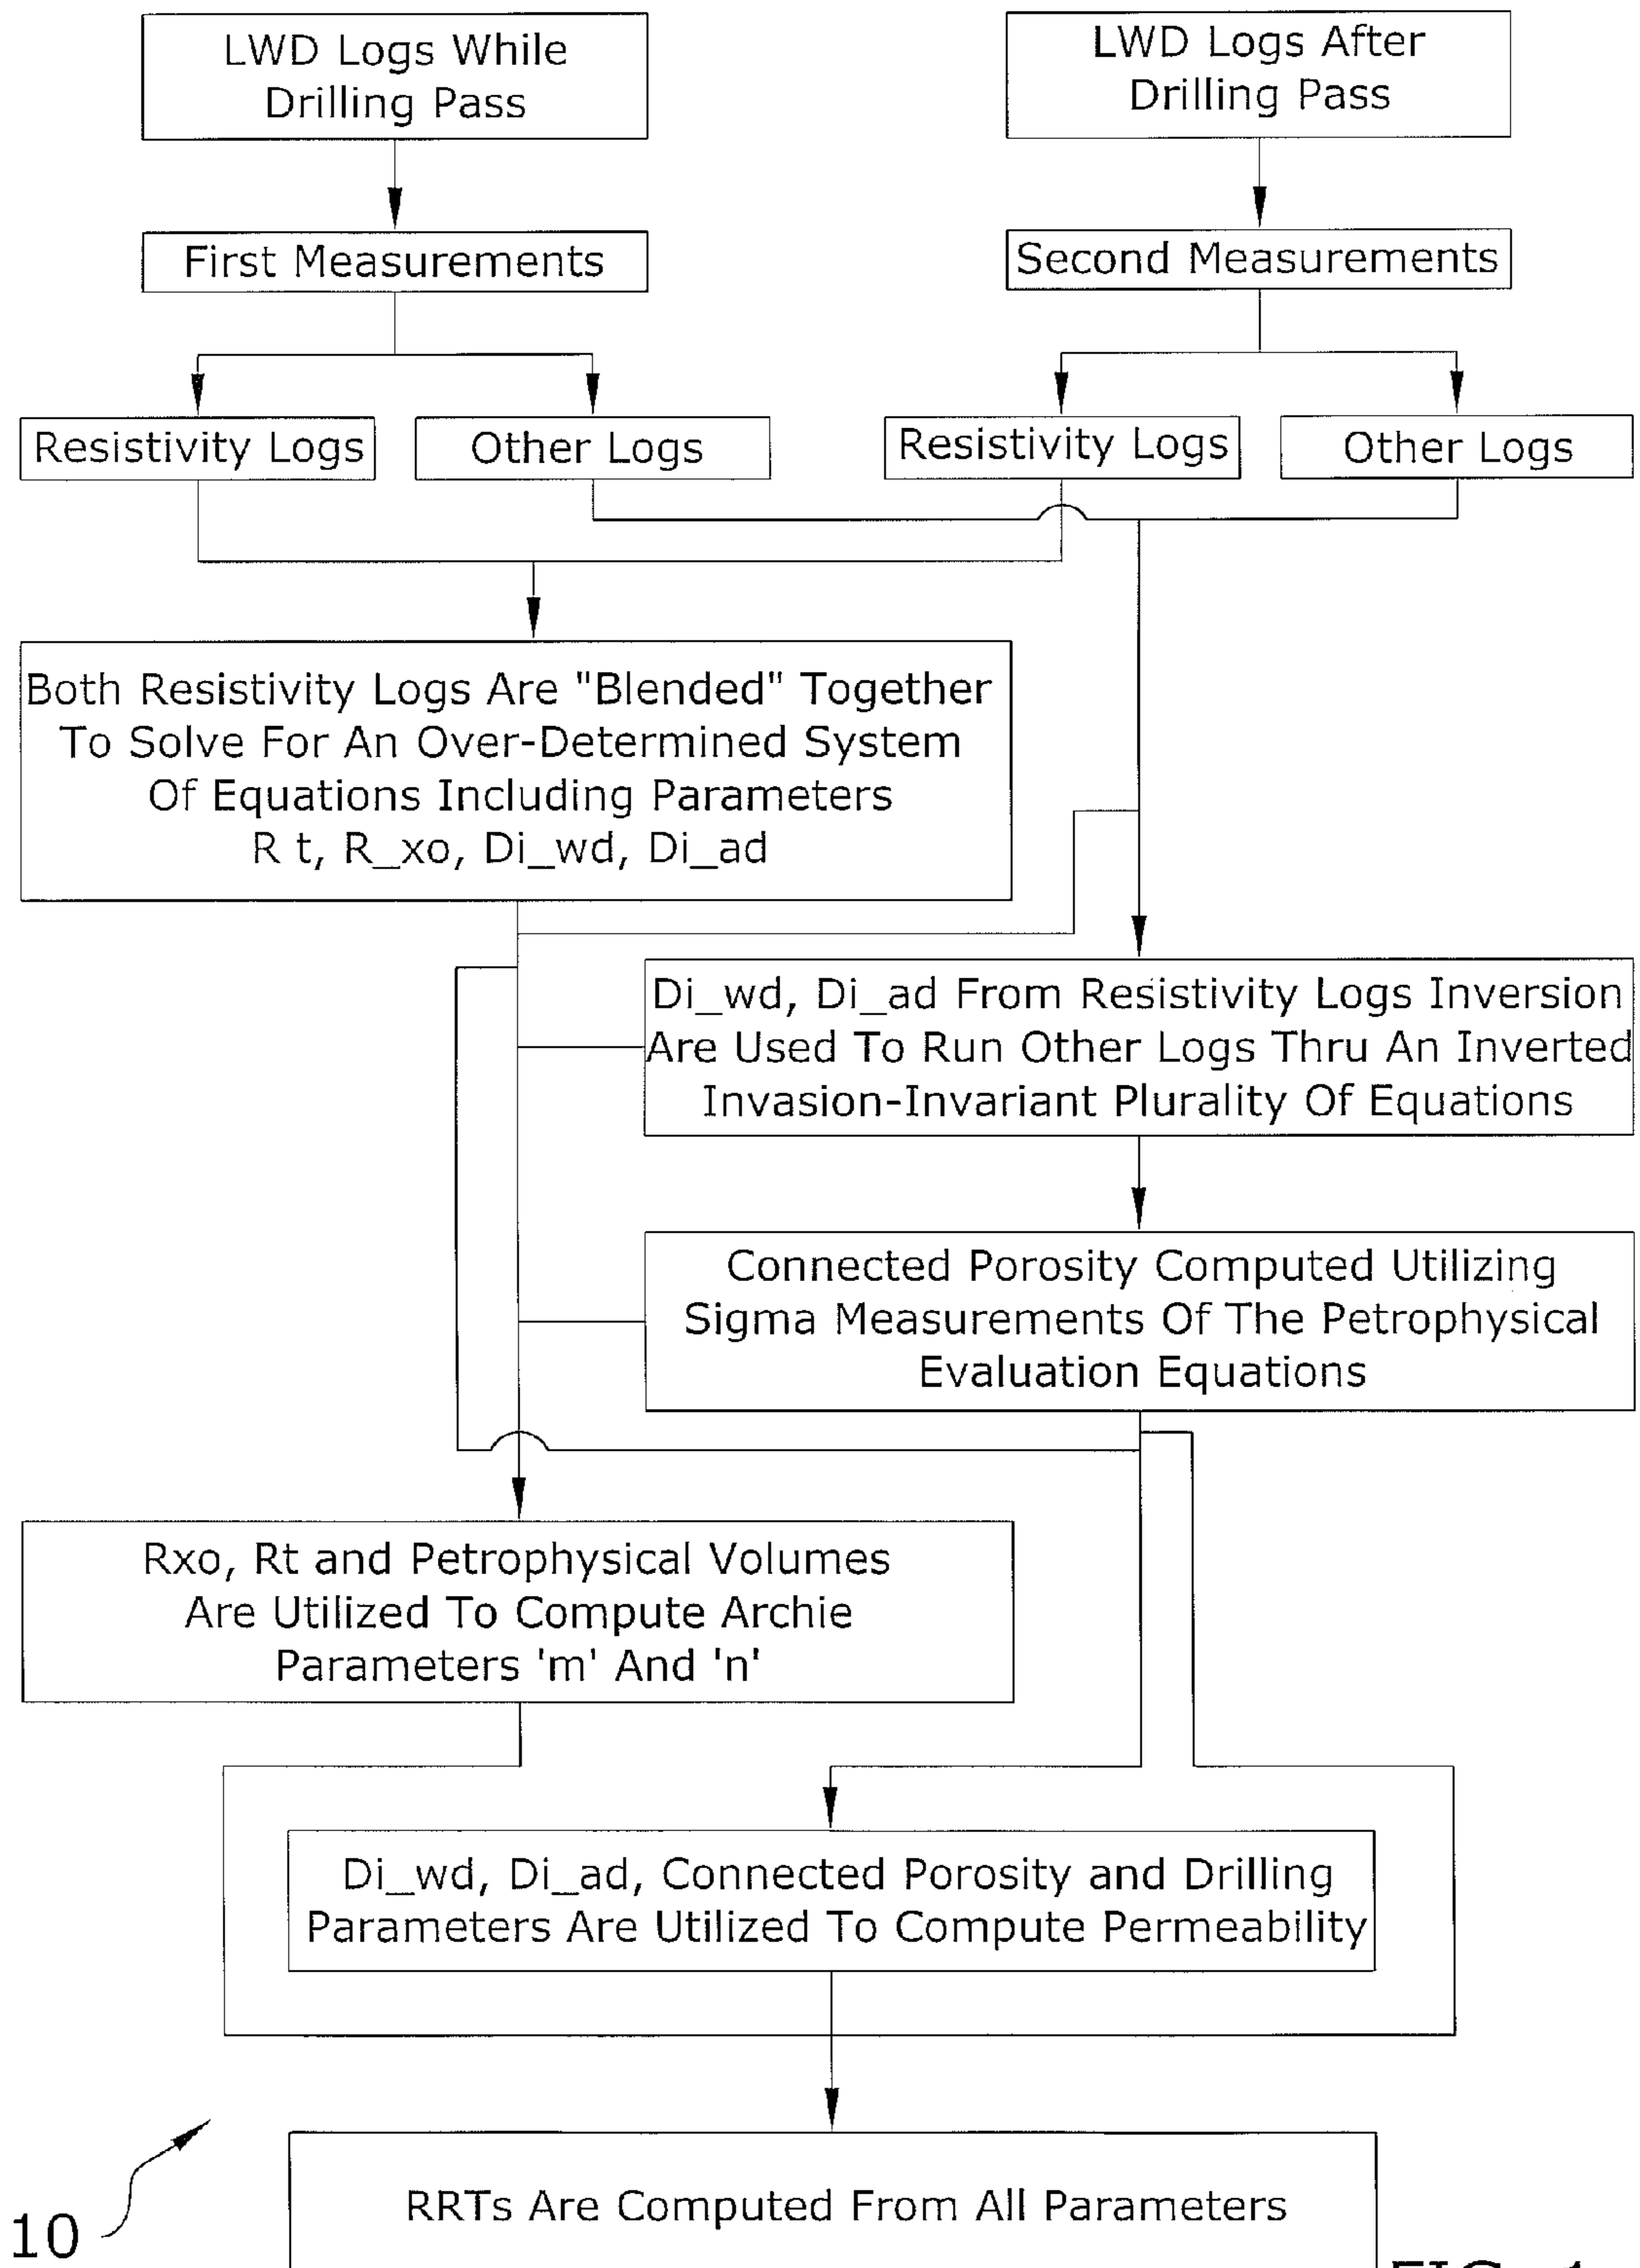 LWD Logs While
Drilling Pass
LWD Logs After
Drilling Pass
First Measurements
Second Measurements
Resistivity Logs
Other Logs
Resistivity Logs
Other Logs
Both Resistivity Logs Are "Blended" Together
To Solve For An Over-Determined System
Of Equations Including Parameters
R t, R_xo, Di_wd, Di_ad
Di_wd, Di_ad From Resistivity Logs Inversion
Are Used To Run Other Logs Thru An Inverted
Invasion-Invariant Plurality Of Equations
Connected Porosity Computed Utilizing
Sigma Measurements Of The Petrophysical
Evaluation Equations
Rxo, Rt and Petrophysical Volumes
Are Utilized To Compute Archie
Parameters 'm' And 'n'
Di_wd, Di_ad, Connected Porosity and Drilling
Parameters Are Utilized To Compute Permeability
RRTs Are Computed From All Parameters
10